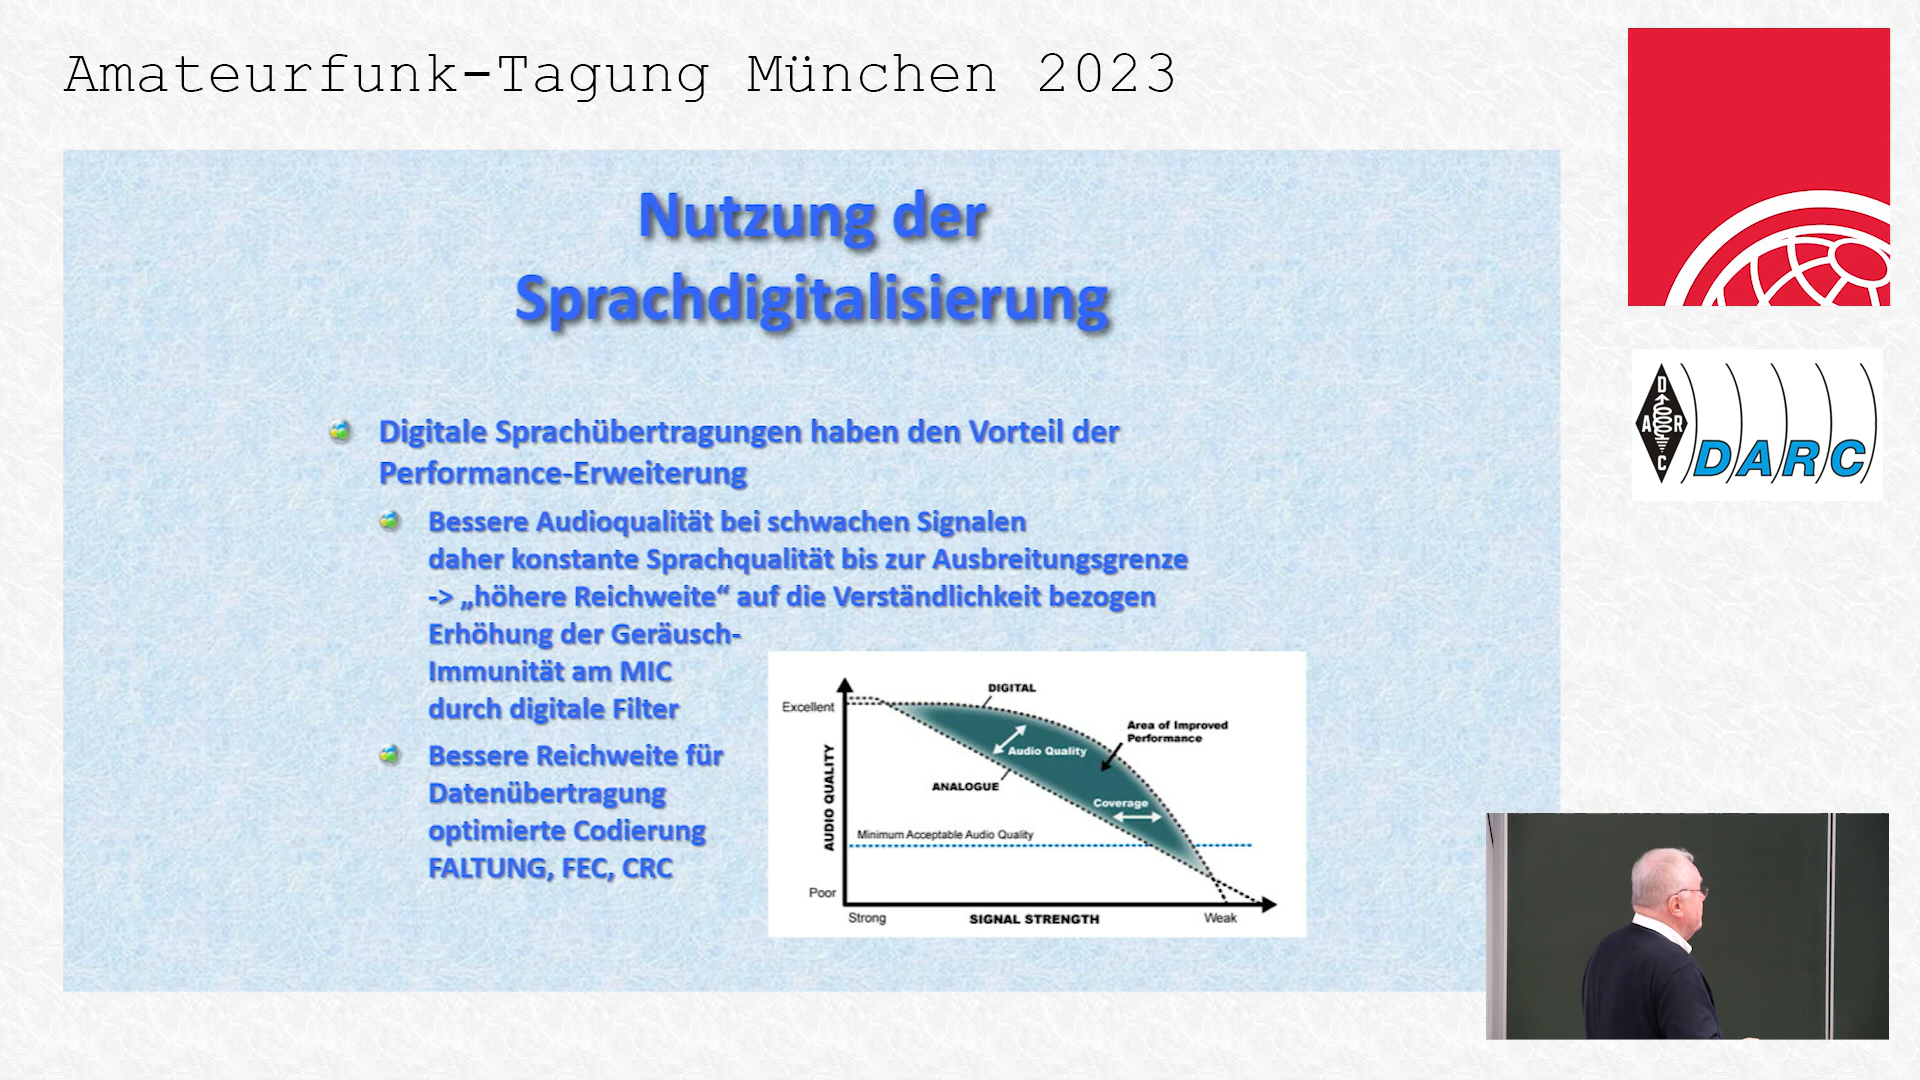 Amateurfunk-Tagung München 2023
Nutzung der
Sprachdigitalisierung
Digitale Sprachübertragungen haben den Vorteil der
Performance-Erweiterung
Bessere Audioqualität bei schwachen Signalen
daher konstante Sprachqualität bis zur Ausbreitungsgrenze
-> „höhere Reichweite“ auf die Verständlichkeit bezogen
Erhöhung der Geräusch-
Immunität am MIC
durch digitale Filter
Bessere Reichweite für
Datenübertragung
optimierte Codierung
FALTUNG, FEC, CRC
DIGITAL
Excellent
Area of Improved
Performance
Audio Quality
ANALOGUE
Coverage
AUDIO QUALITY
Minimum Acceptable Audio Quality
Poor
Strong
SIGNAL STRENGTH
Weak
D
A R
C
DARC